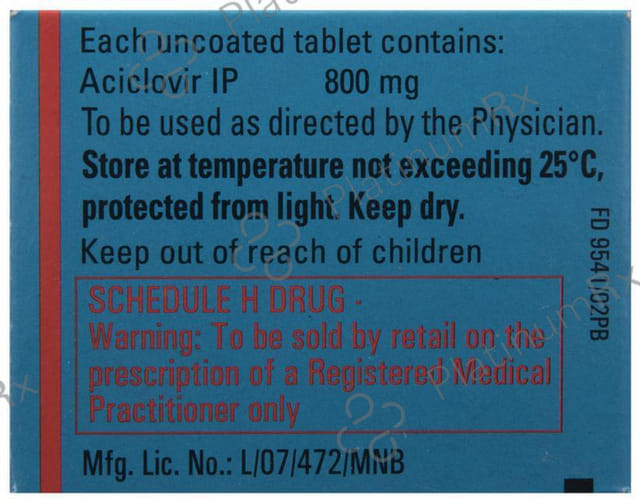 Each uncoated tablet contains:
Aciclovir IP 800 mg
To be used as directed by the Physician.
Store at temperature not exceeding 25°C,
protected from light. Keep dry.
Keep out of reach of children
SCHEDULE H DRUG
Warning: To be sold by retail on the
prescription of a Registered Medical
Practitioner only
Mfg. Lic. No.: L/07/472/MNB
PlatinumRx
PlatinumRx